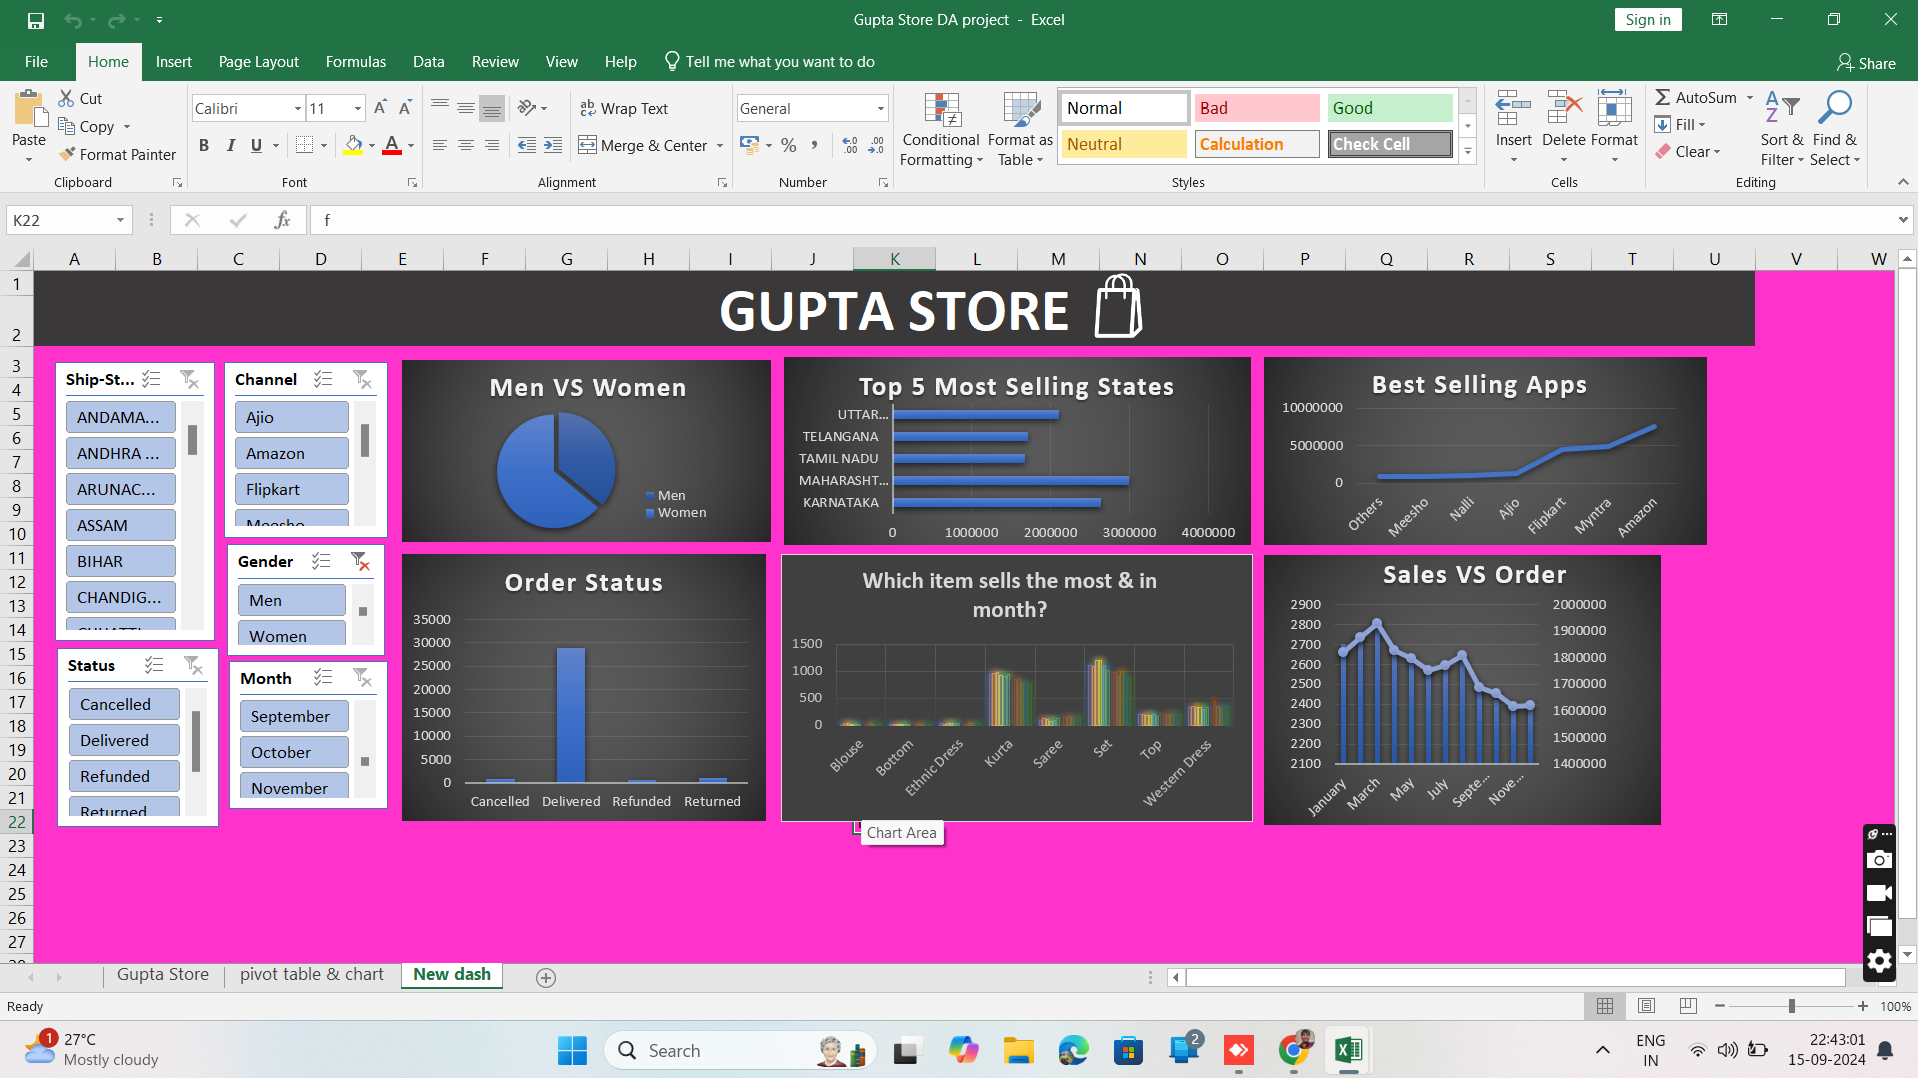 Gupta Store DA project - Excel
Sign in
File Home Insert Page Layout Formulas Data Review View Help Tell me what you want to do
Share
Paste
Cut
Copy
Format Painter
Clipboard
Calibri 11
B I U
Font
Wrap Text
Merge & Center
Alignment
General
Number
Conditional Formatting
Format as Table
Normal Bad Good
Neutral Calculation Check Cell
Styles
Insert Delete Format
Cells
AutoSum
Fill
Clear
Sort & Filter
Find & Select
Editing
K22 fx f
A B C D E F G H I J K L M N O P Q R S T U V W
1
2
3
4
5
6
7
8
9
10
11
12
13
14
15
16
17
18
19
20
21
22
23
24
25
26
27
GUPTA STORE
Ship-St...
ANDAMA...
ANDHRA ...
ARUNAC...
ASSAM
BIHAR
CHANDIG...
Channel
Ajio
Amazon
Flipkart
Meesho
Gender
Men
Women
Status
Cancelled
Delivered
Refunded
Returned
Month
September
October
November
Men VS Women
Men
Women
Top 5 Most Selling States
UTTAR...
TELANGANA
TAMIL NADU
MAHARASHT...
KARNATAKA
0 1000000 2000000 3000000 4000000
Best Selling Apps
10000000
5000000
0
Others Meesho Nalli Ajio Flipkart Myntra Amazon
Order Status
35000
30000
25000
20000
15000
10000
5000
0
Cancelled Delivered Refunded Returned
Which item sells the most & in
month?
1500
1000
500
0
Blouse Bottom Ethnic Dress Kurta Saree Set Top Western Dress
Chart Area
Sales VS Order
2900 2000000
2800 1900000
2700 1800000
2600 1700000
2500 1600000
2400 1500000
2300 1400000
2200
2100
January March May July Septe... Nove...
Gupta Store pivot table & chart New dash
Ready
100%
1
27°C
Mostly cloudy
Search
2
ENG
IN
22:43:01
15-09-2024